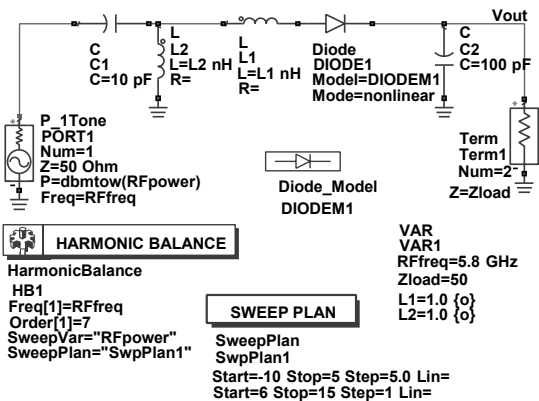 Vout
C
C1
C=10 pF
L
L2
L=L2 nH
R=
L
L1
L=L1 nH
R=
Diode
DIODE1
Model=DIODEM1
Mode=nonlinear
C
C2
C=100 pF
P_1Tone
PORT1
Num=1
Z=50 Ohm
P=dbmtow(RFpower)
Freq=RFfreq
Diode_Model
DIODEM1
Term
Term1
Num=2
Z=Zload
HARMONIC BALANCE
HarmonicBalance
HB1
Freq[1]=RFfreq
Order[1]=7
SweepVar="RFpower"
SweepPlan="SwpPlan1"
SWEEP PLAN
SweepPlan
SwpPlan1
Start=-10 Stop=5 Step=5.0 Lin=
Start=6 Stop=15 Step=1 Lin=
VAR
VAR1
RFfreq=5.8 GHz
Zload=50
L1=1.0 {o}
L2=1.0 {o}